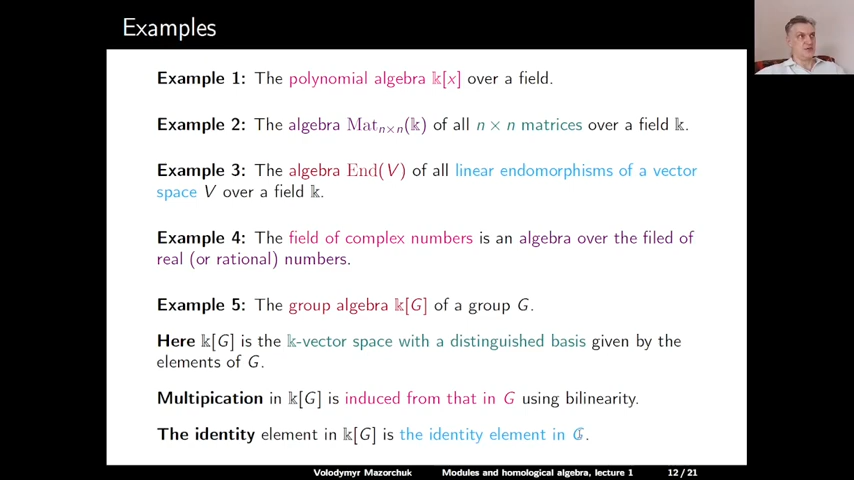 Examples
Example 1: The polynomial algebra 𝕜[x] over a field.
Example 2: The algebra Matₙₓₙ(𝕜) of all n × n matrices over a field 𝕜.
Example 3: The algebra End(V) of all linear endomorphisms of a vector
space V over a field 𝕜.
Example 4: The field of complex numbers is an algebra over the filed of
real (or rational) numbers.
Example 5: The group algebra 𝕜[G] of a group G.
Here 𝕜[G] is the 𝕜-vector space with a distinguished basis given by the
elements of G.
Multipication in 𝕜[G] is induced from that in G using bilinearity.
The identity element in 𝕜[G] is the identity element in G.
Volodymyr Mazorchuk Modules and homological algebra, lecture 1 12 / 21